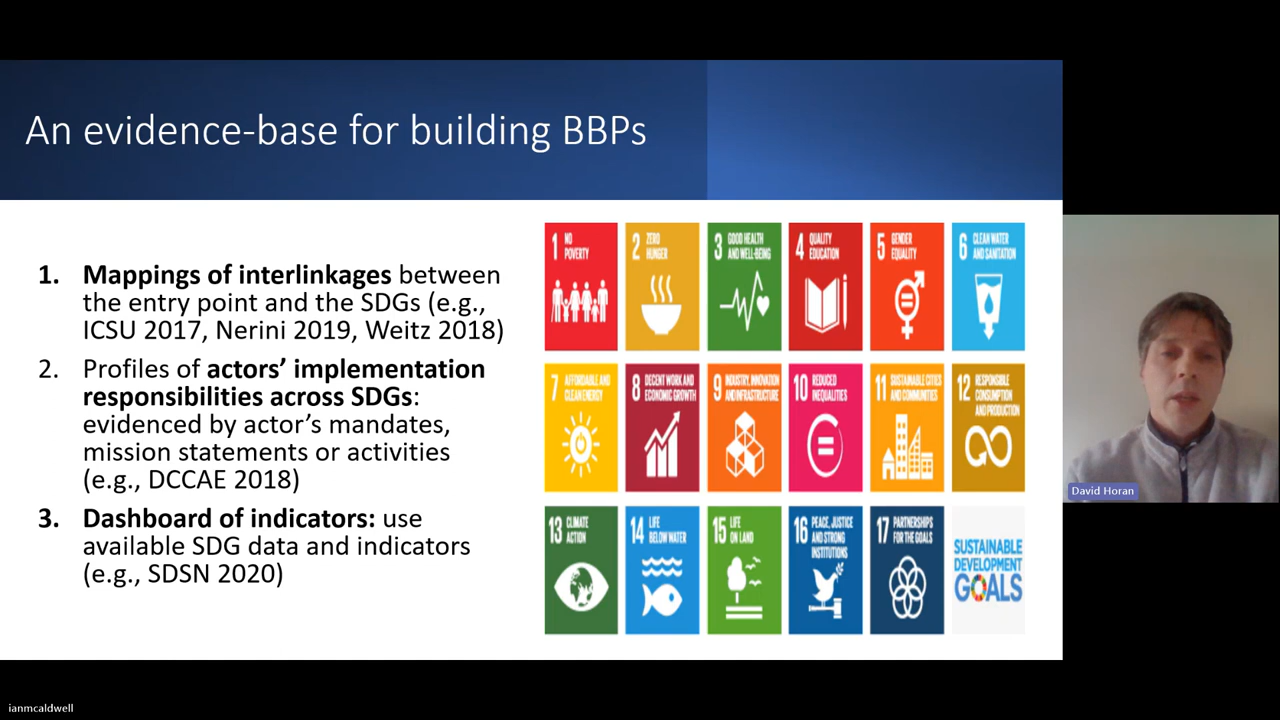 An evidence-base for building BBPs
1. Mappings of interlinkages between
the entry point and the SDGs (e.g.,
ICSU 2017, Nerini 2019, Weitz 2018)
2. Profiles of actors’ implementation
responsibilities across SDGs:
evidenced by actor’s mandates,
mission statements or activities
(e.g., DCCAE 2018)
3. Dashboard of indicators: use
available SDG data and indicators
(e.g., SDSN 2020)
1 NO
POVERTY
2 ZERO
HUNGER
3 GOOD HEALTH
AND WELL-BEING
4 QUALITY
EDUCATION
5 GENDER
EQUALITY
6 CLEAN WATER
AND SANITATION
7 AFFORDABLE AND
CLEAN ENERGY
8 DECENT WORK AND
ECONOMIC GROWTH
9 INDUSTRY, INNOVATION
AND INFRASTRUCTURE
10 REDUCED
INEQUALITIES
11 SUSTAINABLE CITIES
AND COMMUNITIES
12 RESPONSIBLE
CONSUMPTION
AND PRODUCTION
13 CLIMATE
ACTION
14 LIFE
BELOW WATER
15 LIFE
ON LAND
16 PEACE, JUSTICE
AND STRONG
INSTITUTIONS
17 PARTNERSHIPS
FOR THE GOALS
SUSTAINABLE
DEVELOPMENT
GOALS
David Horan
ianmcaldwell